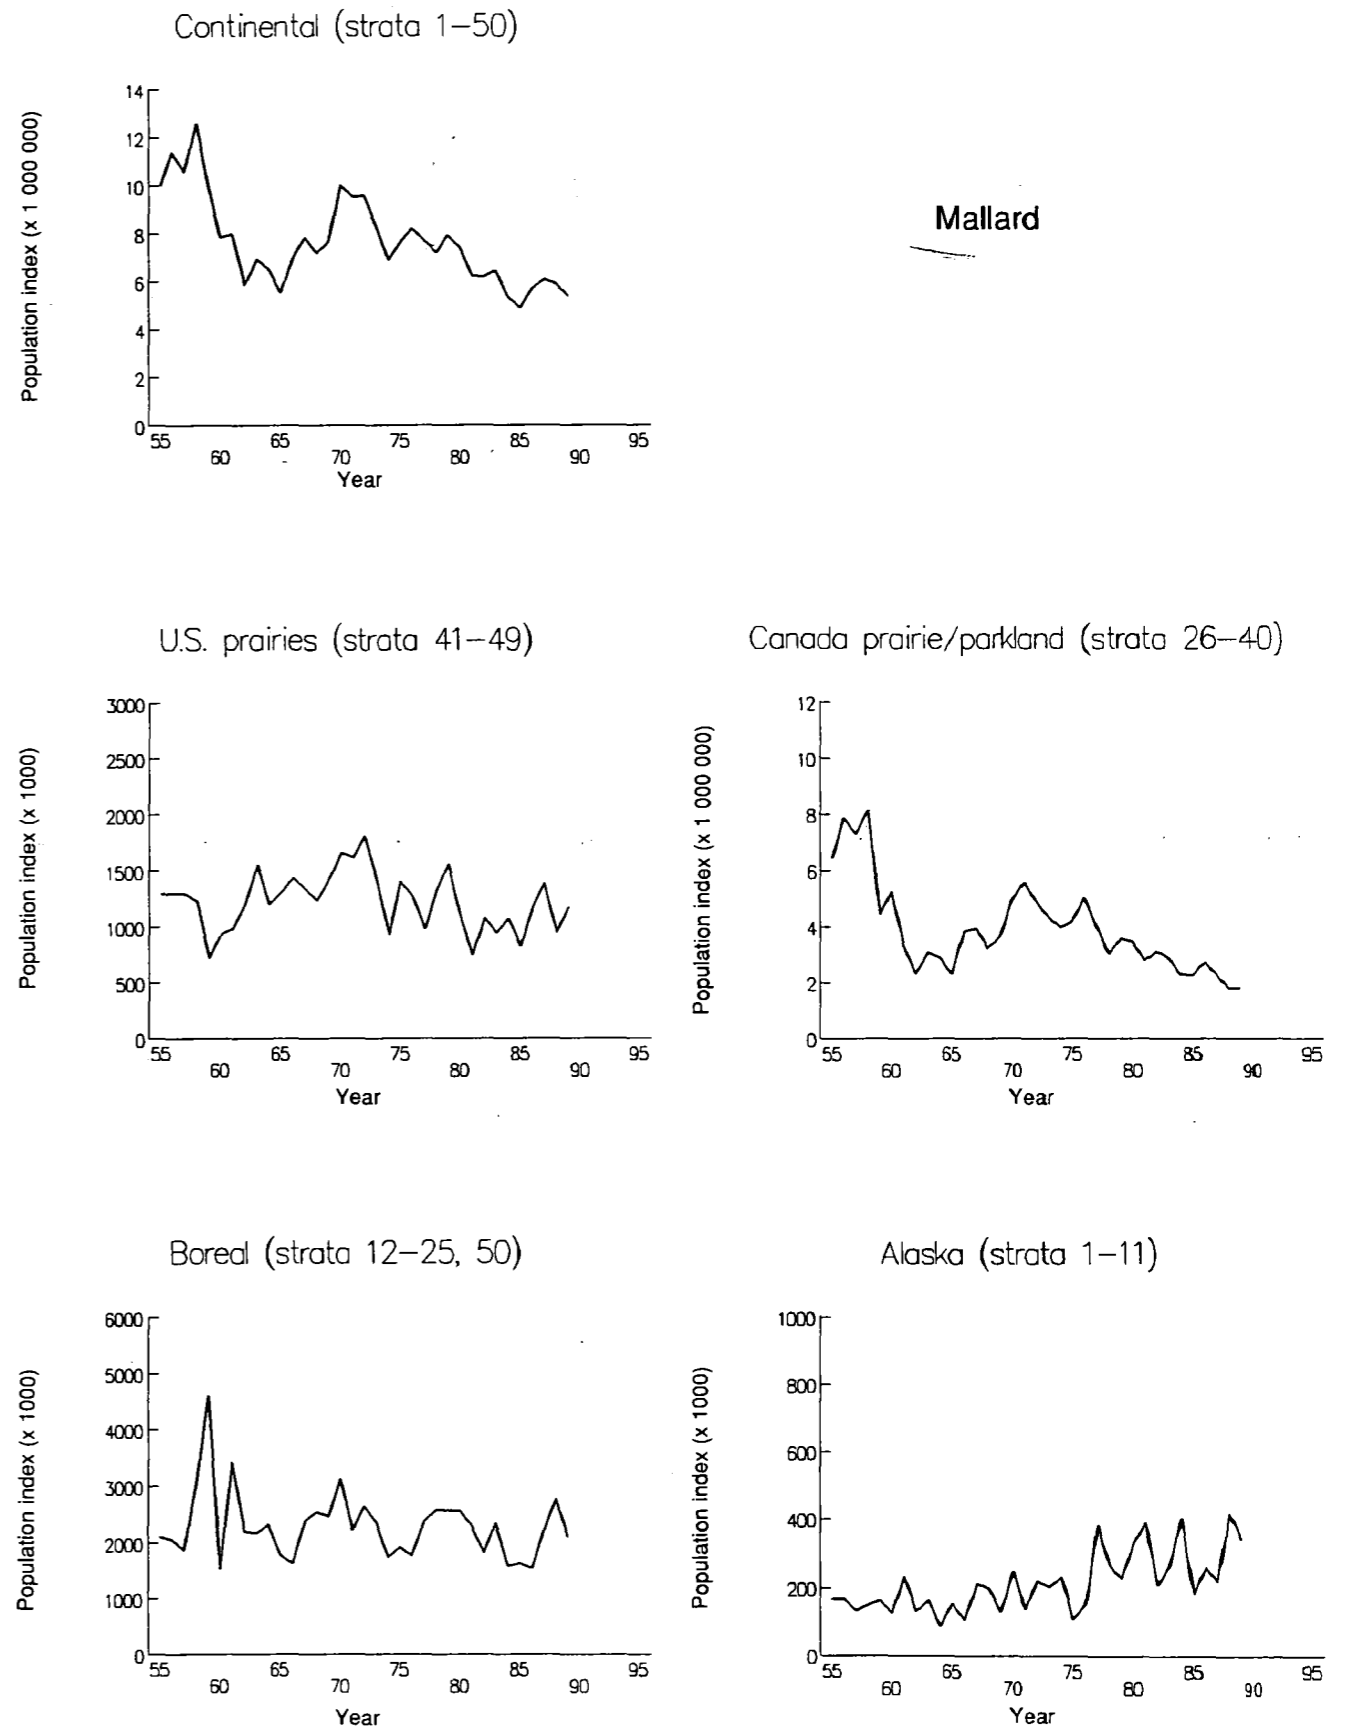 Continental (strata 1–50)
Population index (x 1 000 000)
14
12
10
8
6
4
2
0
55 65 75 85 95
60 70 80 90
Year
Mallard
U.S. prairies (strata 41–49)
Population index (x 1000)
3000
2500
2000
1500
1000
500
0
55 65 75 85 95
60 70 80 90
Year
Canada prairie/parkland (strata 26–40)
Population index (x 1 000 000)
12
10
8
6
4
2
0
55 65 75 85 95
60 70 80 90
Year
Boreal (strata 12–25, 50)
Population index (x 1000)
6000
5000
4000
3000
2000
1000
0
55 65 75 85 95
60 70 80 90
Year
Alaska (strata 1–11)
Population index (x 1000)
1000
800
600
400
200
0
55 65 75 85 95
60 70 80 90
Year